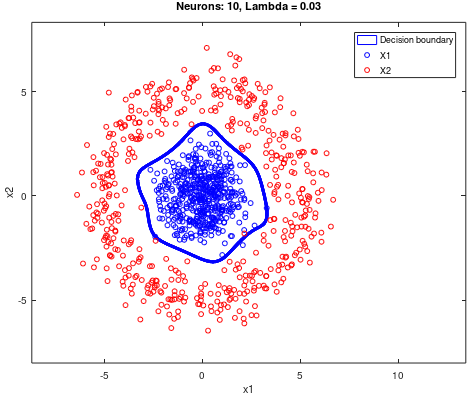 Neurons: 10, Lambda = 0.03
Decision boundary
X1
X2
5
0
-5
x2
-5
0
5
10
x1